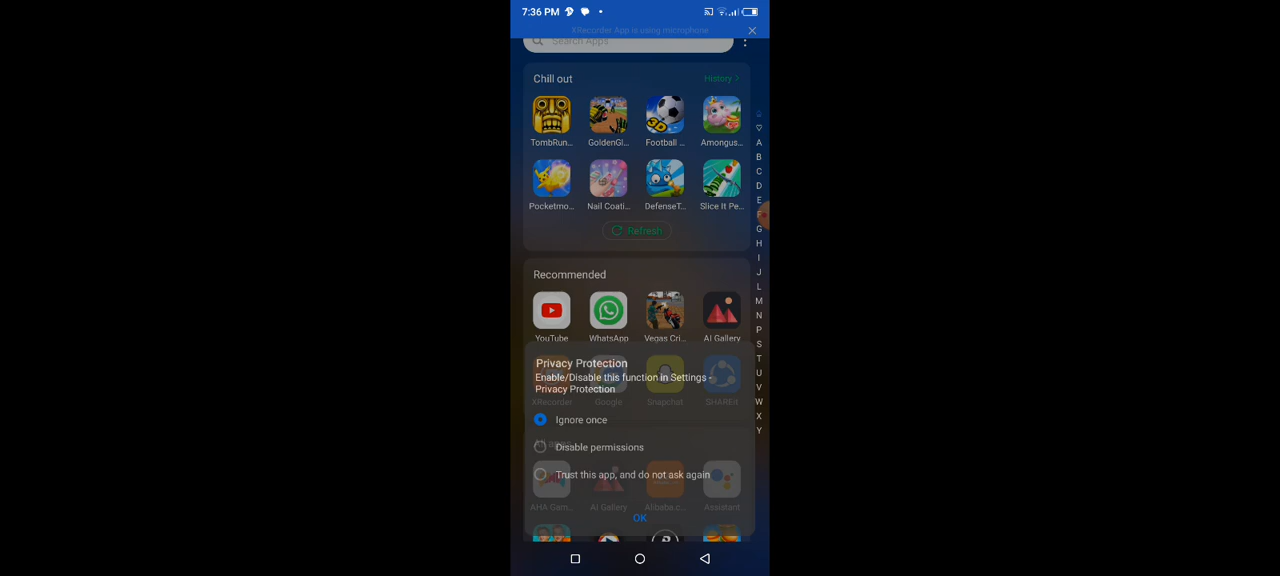 7:36 PM
XRecorder App is using microphone
Search Apps
Chill out
History >
TombRun...
GoldenGl...
Football ...
Amongus...
Pocketmo...
Nail Coati...
DefenseT...
Slice It Pe...
Refresh
Recommended
YouTube
WhatsApp
Vegas Cri...
AI Gallery
Privacy Protection
Enable/Disable this function in Settings -
Privacy Protection
XRecorder
Google
Snapchat
SHAREit
Ignore once
All apps
Disable permissions
Trust this app, and do not ask again
AHA Gam...
AI Gallery
Alibaba.c...
Assistant
OK
A
B
C
D
E
F
G
H
I
J
L
M
N
P
S
T
U
V
W
X
Y